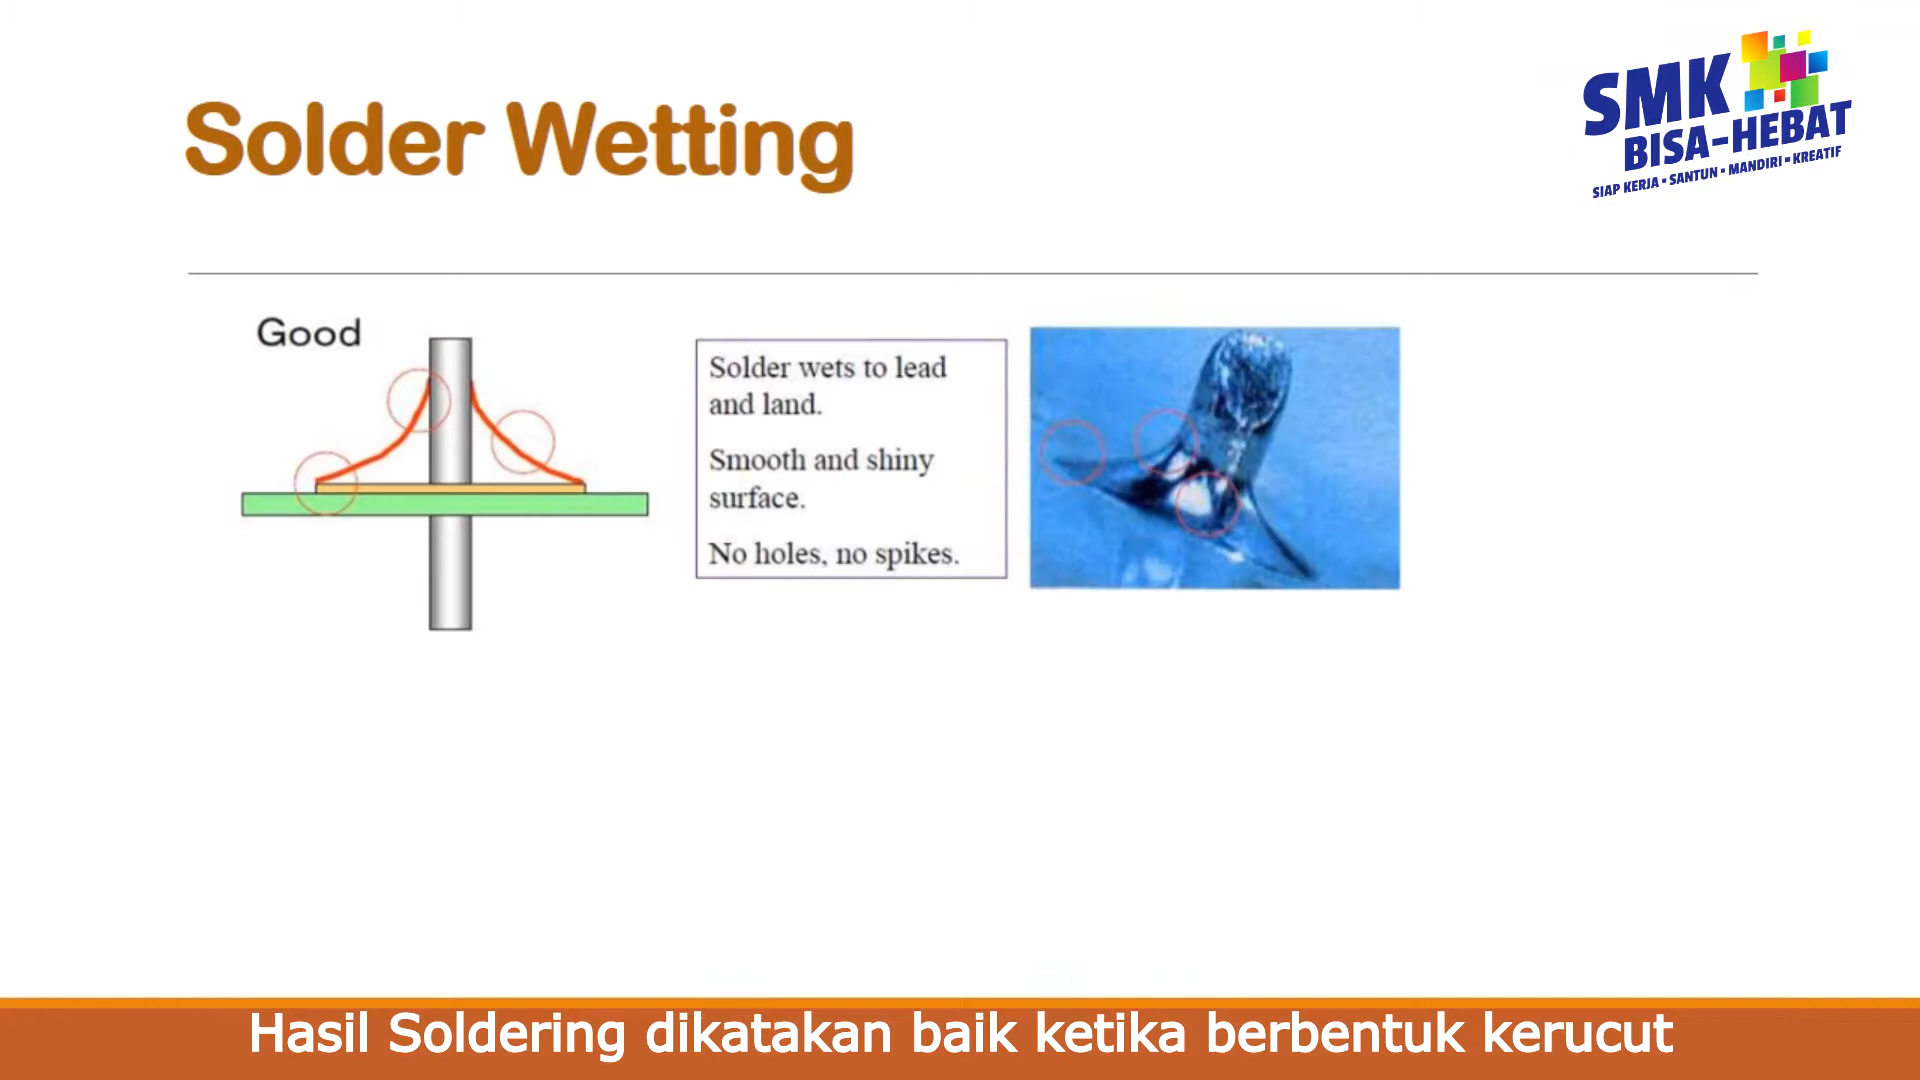 Solder Wetting
SMK
BISA-HEBAT
SIAP KERJA • SANTUN • MANDIRI • KREATIF
Good
Solder wets to lead
and land.
Smooth and shiny
surface.
No holes, no spikes.
Hasil Soldering dikatakan baik ketika berbentuk kerucut